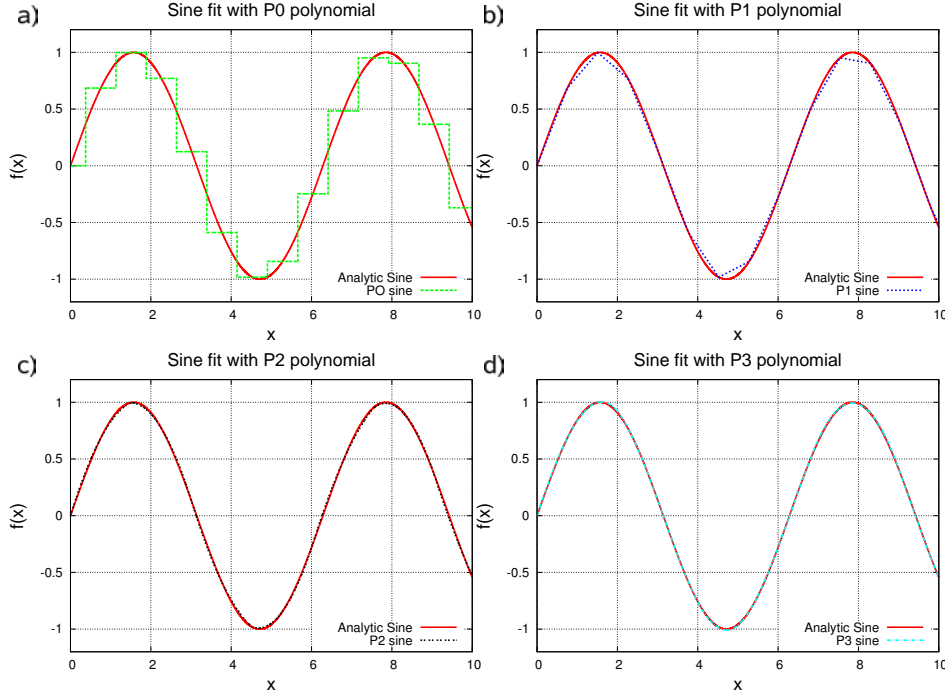 a)
Sine fit with P0 polynomial
1
0.5
0
-0.5
-1
f(x)
Analytic Sine
PO sine
0 2 4 6 8 10
x
b)
Sine fit with P1 polynomial
1
0.5
0
-0.5
-1
f(x)
Analytic Sine
P1 sine
0 2 4 6 8 10
x
c)
Sine fit with P2 polynomial
1
0.5
0
-0.5
-1
f(x)
Analytic Sine
P2 sine
0 2 4 6 8 10
x
d)
Sine fit with P3 polynomial
1
0.5
0
-0.5
-1
f(x)
Analytic Sine
P3 sine
0 2 4 6 8 10
x